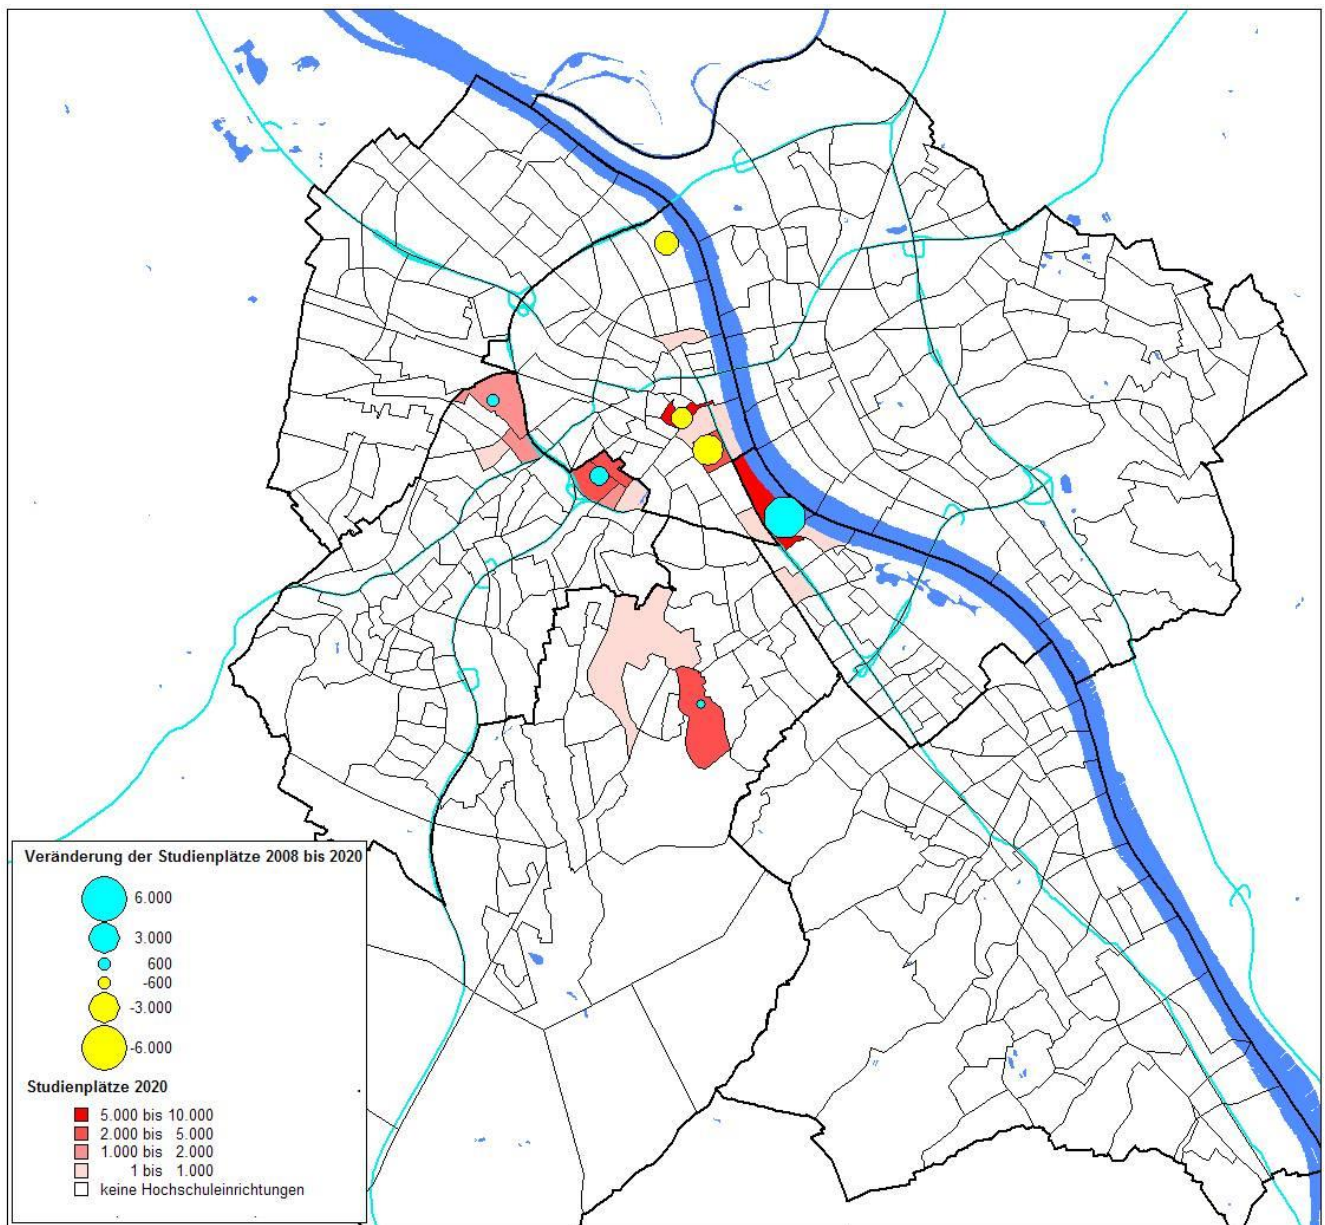 Veränderung der Studienplätze 2008 bis 2020
6.000
3.000
600
-600
-3.000
-6.000
Studienplätze 2020
5.000 bis 10.000
2.000 bis 5.000
1.000 bis 2.000
1 bis 1.000
keine Hochschuleinrichtungen